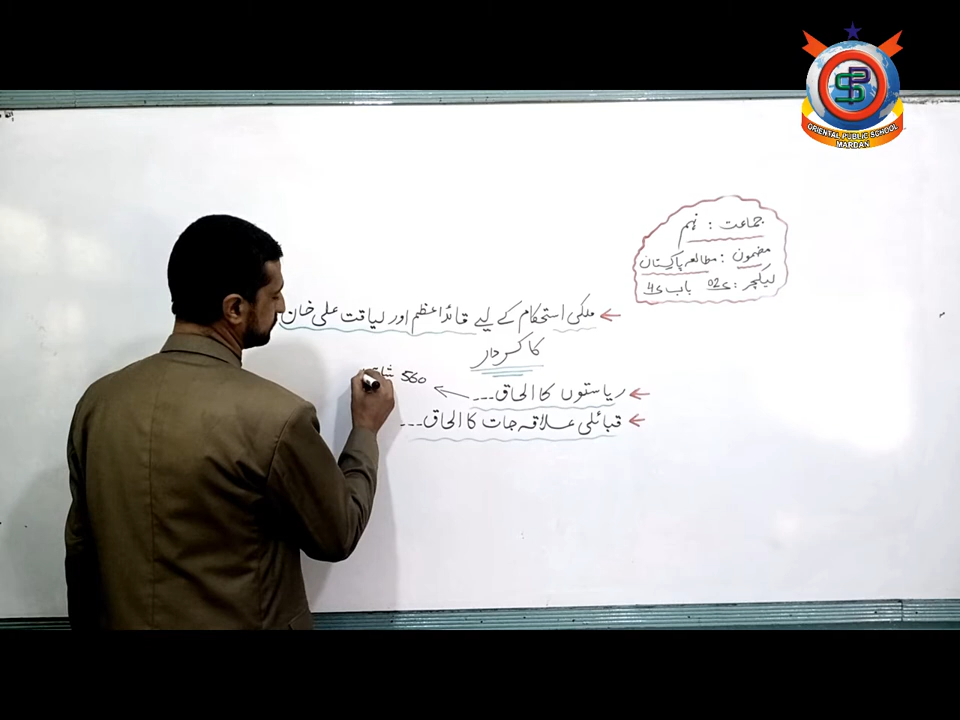 ORIENTAL PUBLIC SCHOOL
MARDAN
جماعت : نہم
مضمون : مطالعہ پاکستان
لیکچر : 02 باب 4
ملکی استحکام کے لیے قائداعظم اور لیاقت علی خان
کا کردار
ریاستوں کا الحاق... 560
قبائلی علاقہ جات کا الحاق...